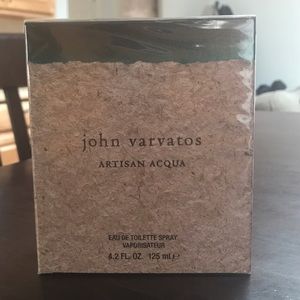 john varvatos
ARTISAN ACQUA
EAU DE TOILETTE SPRAY
VAPORISATEUR
4.2 FL. OZ. 125 ml ℮